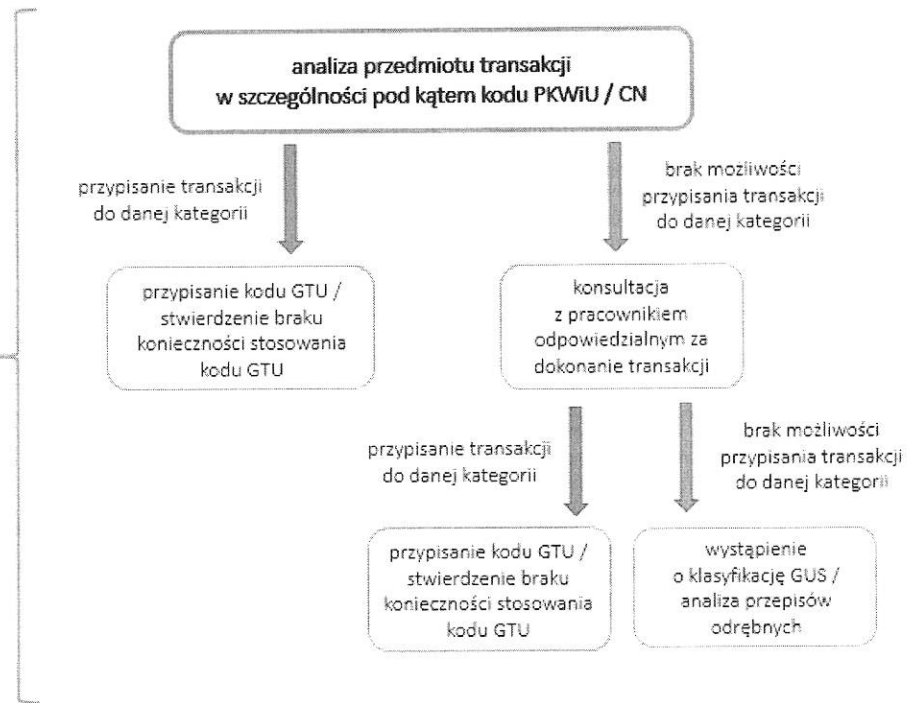 analiza przedmiotu transakcji
w szczególności pod kątem kodu PKWiU / CN
przypisanie transakcji
do danej kategorii
brak możliwości
przypisania transakcji
do danej kategorii
przypisanie kodu GTU /
stwierdzenie braku
konieczności stosowania
kodu GTU
konsultacja
z pracownikiem
odpowiedzialnym za
dokonanie transakcji
przypisanie transakcji
do danej kategorii
brak możliwości
przypisania transakcji
do danej kategorii
przypisanie kodu GTU /
stwierdzenie braku
konieczności stosowania
kodu GTU
wystąpienie
o klasyfikację GUS /
analiza przepisów
odrębnych